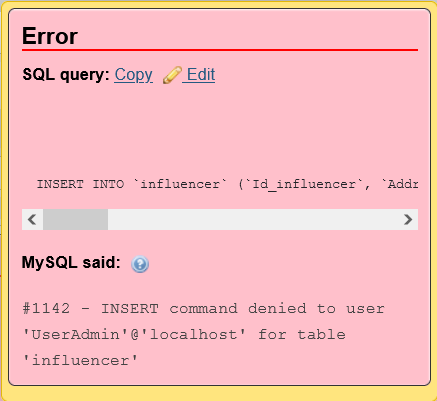 Error
SQL query: Copy Edit
INSERT INTO `influencer` (`Id_influencer`, `Addr
MySQL said:
#1142 - INSERT command denied to user
'UserAdmin'@'localhost' for table
'influencer'